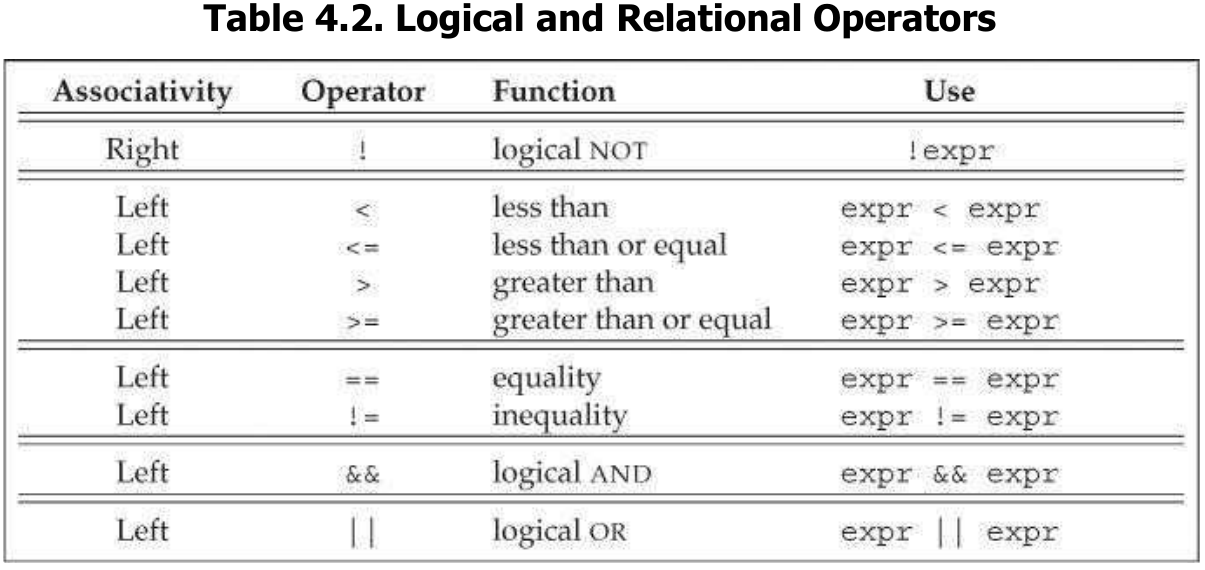 Table 4.2. Logical and Relational Operators
Associativity Operator Function Use
Right ! logical NOT !expr
Left < less than expr < expr
Left <= less than or equal expr <= expr
Left > greater than expr > expr
Left >= greater than or equal expr >= expr
Left == equality expr == expr
Left != inequality expr != expr
Left && logical AND expr && expr
Left || logical OR expr || expr